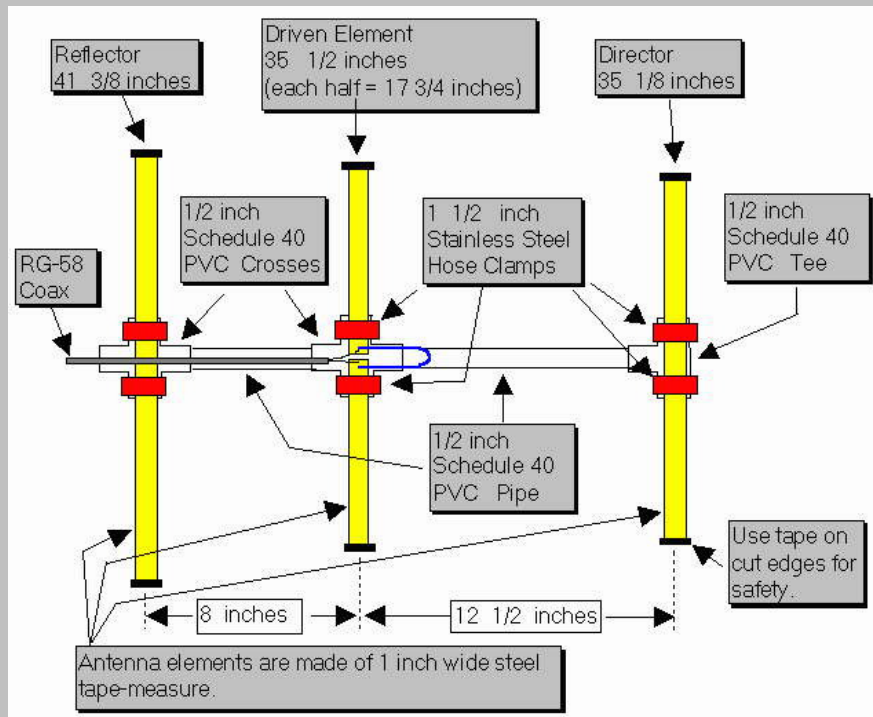 Reflector
41 3/8 inches
Driven Element
35 1/2 inches
(each half = 17 3/4 inches)
Director
35 1/8 inches
1/2 inch
Schedule 40
PVC Crosses
1 1/2 inch
Stainless Steel
Hose Clamps
1/2 inch
Schedule 40
PVC Tee
RG-58
Coax
1/2 inch
Schedule 40
PVC Pipe
Use tape on
cut edges for
safety.
8 inches
12 1/2 inches
Antenna elements are made of 1 inch wide steel
tape-measure.